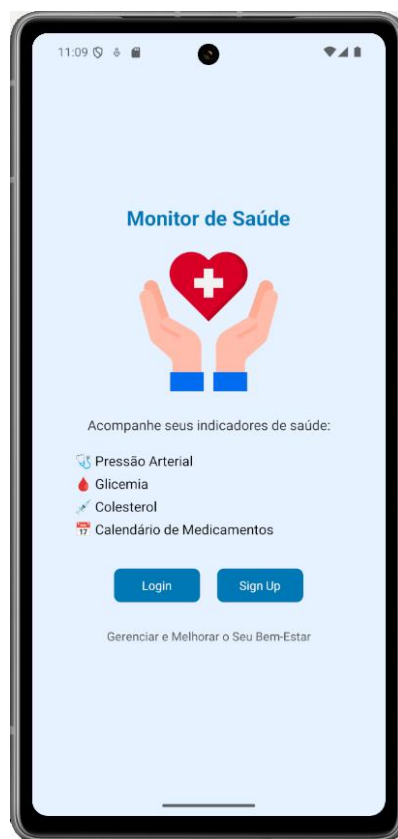 11:09
Monitor de Saúde
Acompanhe seus indicadores de saúde:
Pressão Arterial
Glicemia
Colesterol
Calendário de Medicamentos
Login Sign Up
Gerenciar e Melhorar o Seu Bem-Estar